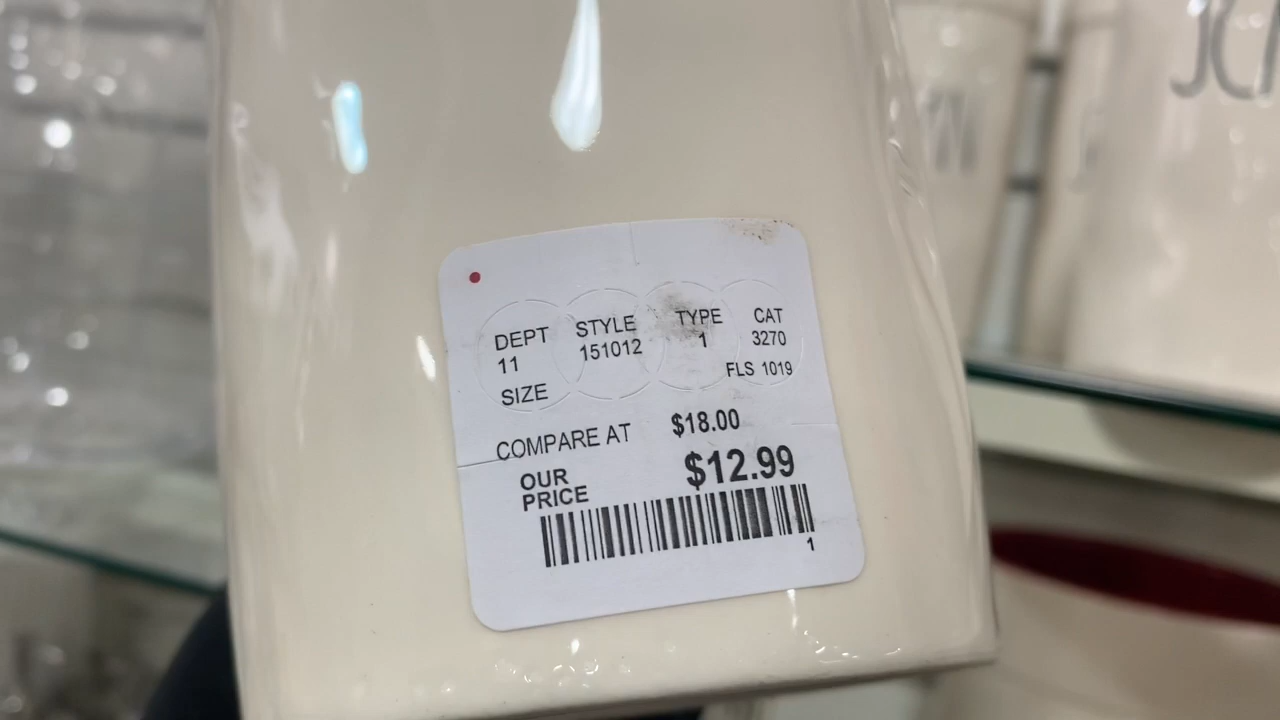 DEPT STYLE TYPE CAT
11 151012 1 3270
SIZE FLS 1019
COMPARE AT $18.00
OUR PRICE $12.99
1